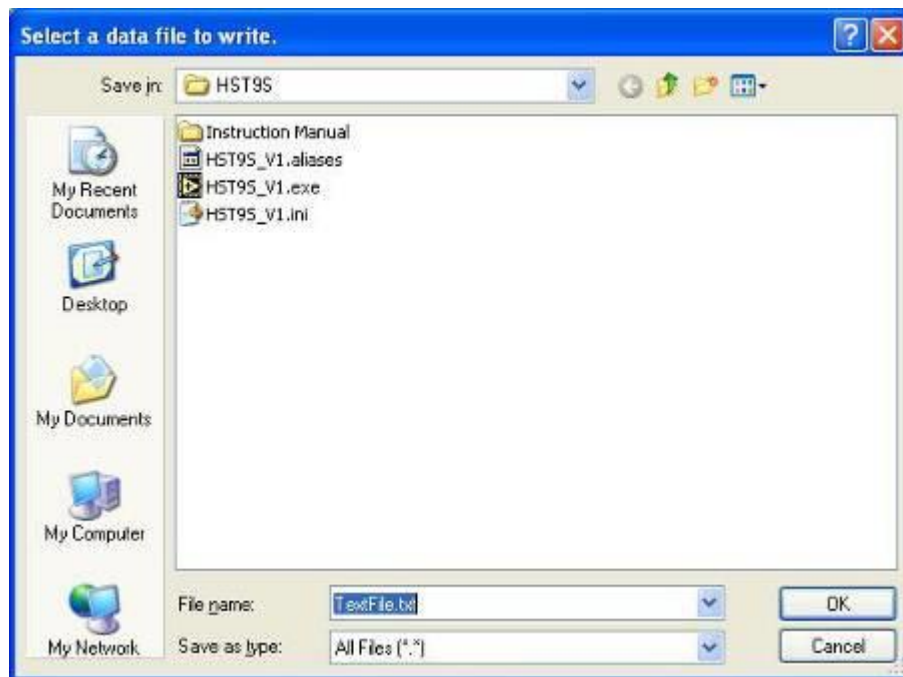 Select a data file to write.
Save in: HST9S
Instruction Manual
HST9S_V1.aliases
HST9S_V1.exe
HST9S_V1.ini
My Recent
Documents
Desktop
My Documents
My Computer
My Network
File name: TextFile.txt OK
Save as type: All Files (*.*) Cancel